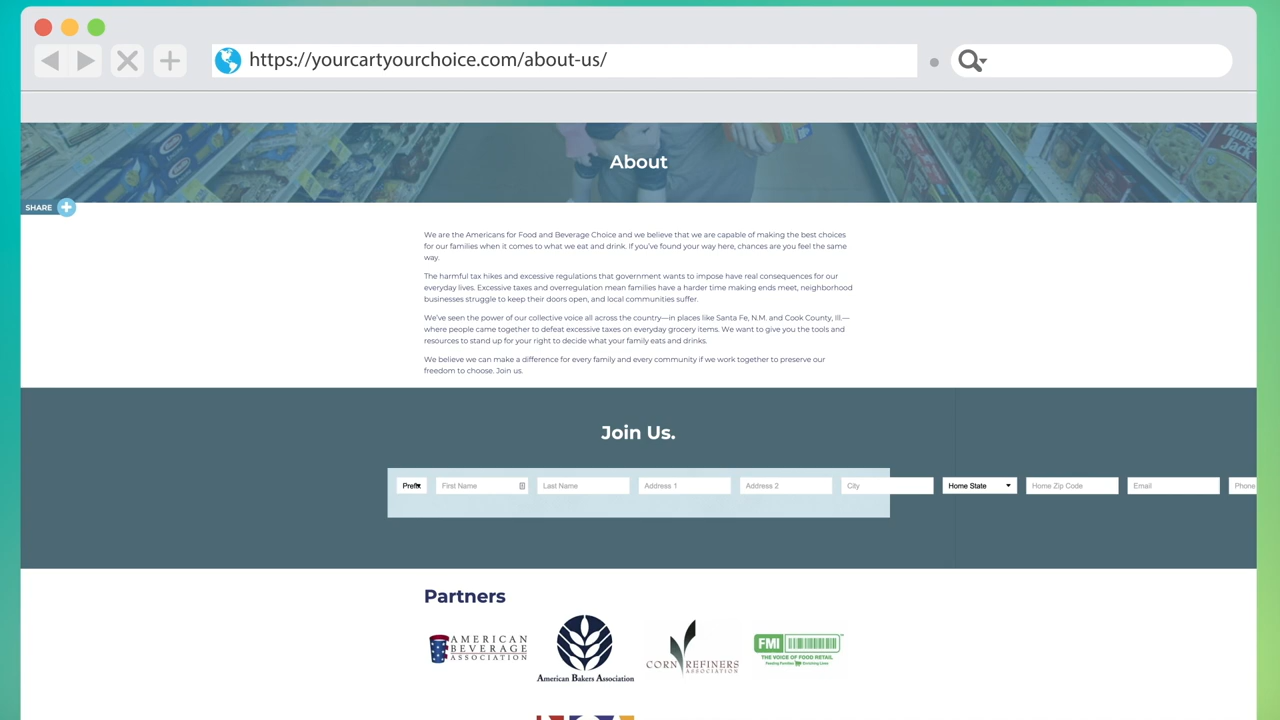 https://yourcartyourchoice.com/about-us/
Hungry
Jack
About
SHARE
We are the Americans for Food and Beverage Choice and we believe that we are capable of making the best choices
for our families when it comes to what we eat and drink. If you've found your way here, chances are you feel the same
way.
The harmful tax hikes and excessive regulations that government wants to impose have real consequences for our
everyday lives. Excessive taxes and overregulation mean families have a harder time making ends meet, neighborhood
businesses struggle to keep their doors open, and local communities suffer.
We've seen the power of our collective voice all across the country—in places like Santa Fe, N.M. and Cook County, Ill.—
where people came together to defeat excessive taxes on everyday grocery items. We want to give you the tools and
resources to stand up for your right to decide what your family eats and drinks.
We believe we can make a difference for every family and every community if we work together to preserve our
freedom to choose. Join us.
Join Us.
Prefix First Name Last Name Address 1 Address 2 City Home State Home Zip Code Email Phone
Partners
AMERICAN
BEVERAGE
ASSOCIATION
American Bakers Association
CORN REFINERS
ASSOCIATION
FMI
THE VOICE OF FOOD RETAIL
Feeding Families Enriching Lives